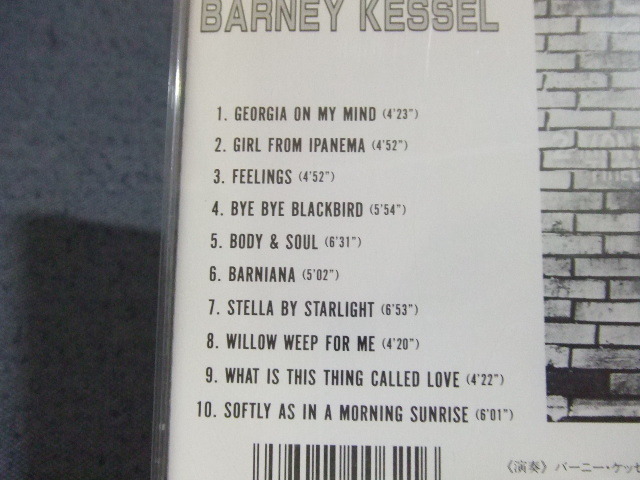 BARNEY KESSEL
1. GEORGIA ON MY MIND (4'23")
2. GIRL FROM IPANEMA (4'52")
3. FEELINGS (4'52")
4. BYE BYE BLACKBIRD (5'54")
5. BODY & SOUL (6'31")
6. BARNIANA (5'02")
7. STELLA BY STARLIGHT (6'53")
8. WILLOW WEEP FOR ME (4'20")
9. WHAT IS THIS THING CALLED LOVE (4'22")
10. SOFTLY AS IN A MORNING SUNRISE (6'01")
《演奏》バーニー・ケッセ